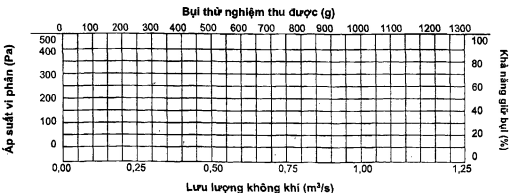 Bụi thử nghiệm thu được (g)
0 100 200 300 400 500 600 700 800 900 1000 1100 1200 1300
Áp suất vi phân (Pa)
500
400
300
200
100
0
100
80
60
40
20
0
Khả năng giữ bụi (%)
0,00 0,25 0,50 0,75 1,00 1,25
Lưu lượng không khí (m³/s)